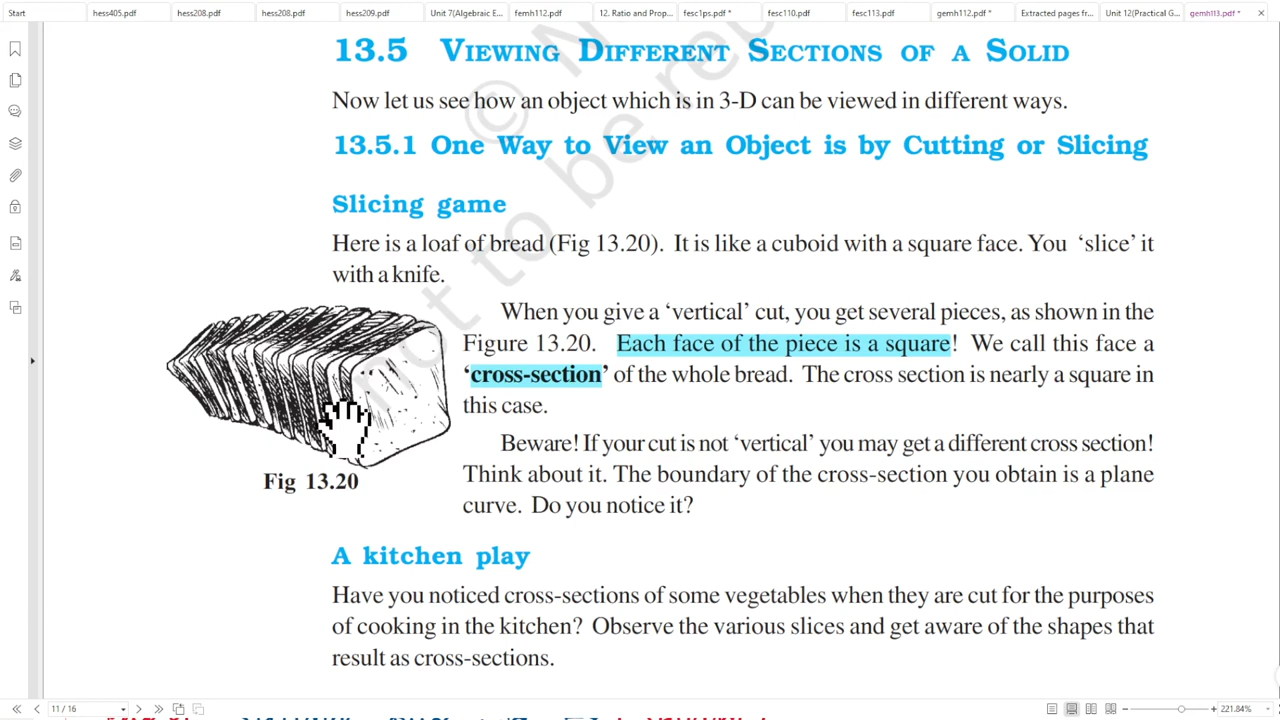 Start hess405.pdf hess208.pdf hess208.pdf hess209.pdf Unit 7(Algebraic E... femh112.pdf 12. Ratio and Prop... fesc1ps.pdf * fesc110.pdf fesc113.pdf gemh112.pdf * Extracted pages fr... Unit 12(Practical G... gemh113.pdf *
13.5 Viewing Different Sections of a Solid
Now let us see how an object which is in 3-D can be viewed in different ways.
13.5.1 One Way to View an Object is by Cutting or Slicing
Slicing game
Here is a loaf of bread (Fig 13.20). It is like a cuboid with a square face. You ‘slice’ it
with a knife.
When you give a ‘vertical’ cut, you get several pieces, as shown in the
Figure 13.20. Each face of the piece is a square! We call this face a
‘cross-section’ of the whole bread. The cross section is nearly a square in
this case.
Beware! If your cut is not ‘vertical’ you may get a different cross section!
Think about it. The boundary of the cross-section you obtain is a plane
curve. Do you notice it?
Fig 13.20
A kitchen play
Have you noticed cross-sections of some vegetables when they are cut for the purposes
of cooking in the kitchen? Observe the various slices and get aware of the shapes that
result as cross-sections.
© N
not to be rep
11 / 16
221.84%